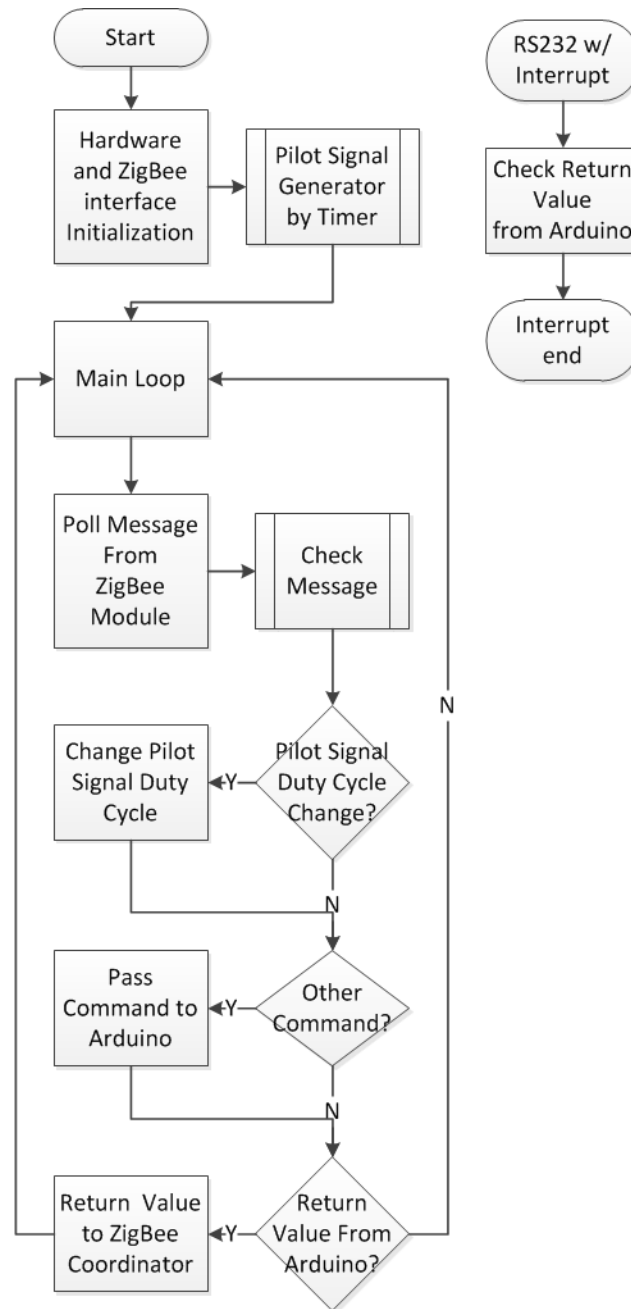 Start
Hardware
and ZigBee
interface
Initialization
Pilot Signal
Generator
by Timer
Main Loop
Poll Message
From
ZigBee
Module
Check
Message
Pilot Signal
Duty Cycle
Change?
Y
Change Pilot
Signal Duty
Cycle
N
Other
Command?
Y
Pass
Command to
Arduino
N
Return
Value From
Arduino?
Y
Return Value
to ZigBee
Coordinator
N
RS232 w/
Interrupt
Check Return
Value
from Arduino
Interrupt
end